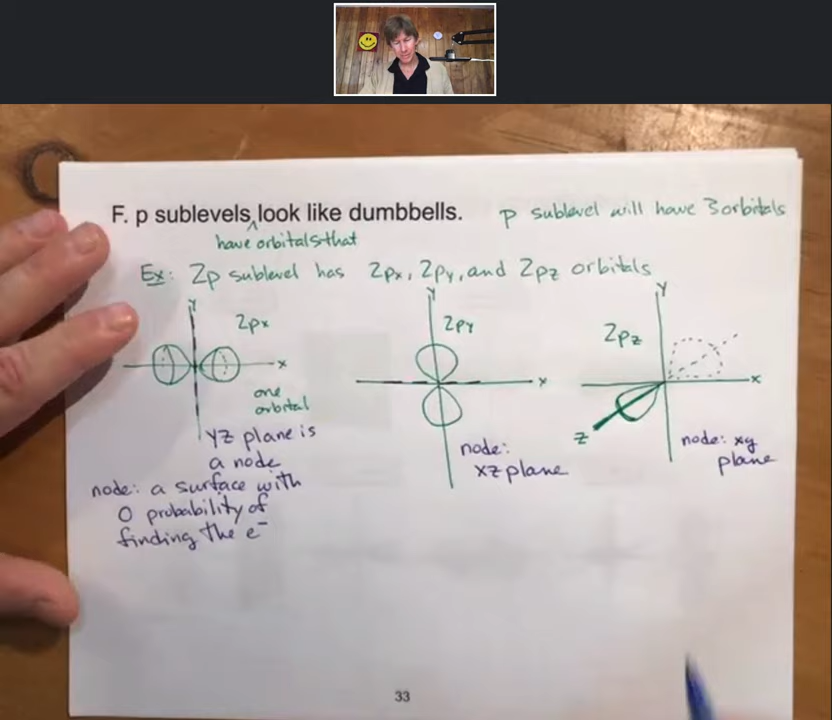 F. p sublevels look like dumbbells. p sublevel will have 3 orbitals
have orbitals that
Ex: 2p sublevel has 2px, 2py, and 2pz orbitals
Y
2px
x
one
orbital
YZ plane is
a node
node: a surface with
0 probability of
finding the e⁻
Y
2py
x
node:
xz plane
Y
2pz
x
z
node: xy
plane
33